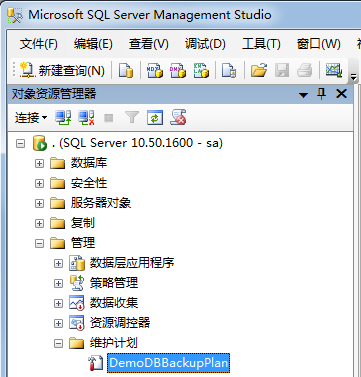 Microsoft SQL Server Management Studio
文件(F) 编辑(E) 查看(V) 调试(D) 工具(T) 窗口(W)
新建查询(N)
对象资源管理器
连接
. (SQL Server 10.50.1600 - sa)
数据库
安全性
服务器对象
复制
管理
数据层应用程序
策略管理
数据收集
资源调控器
维护计划
DemoDBBackupPlan